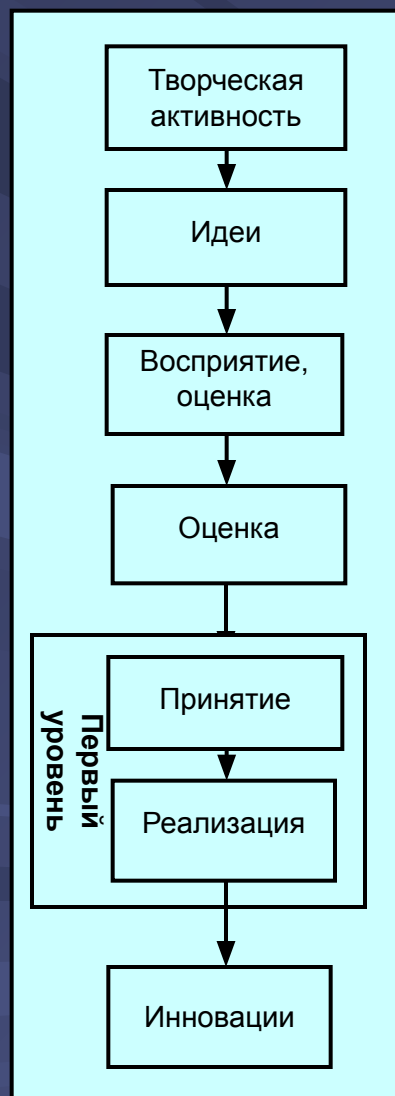 Творческая
активность
Идеи
Восприятие,
оценка
Оценка
Первый
уровень
Принятие
Реализация
Инновации